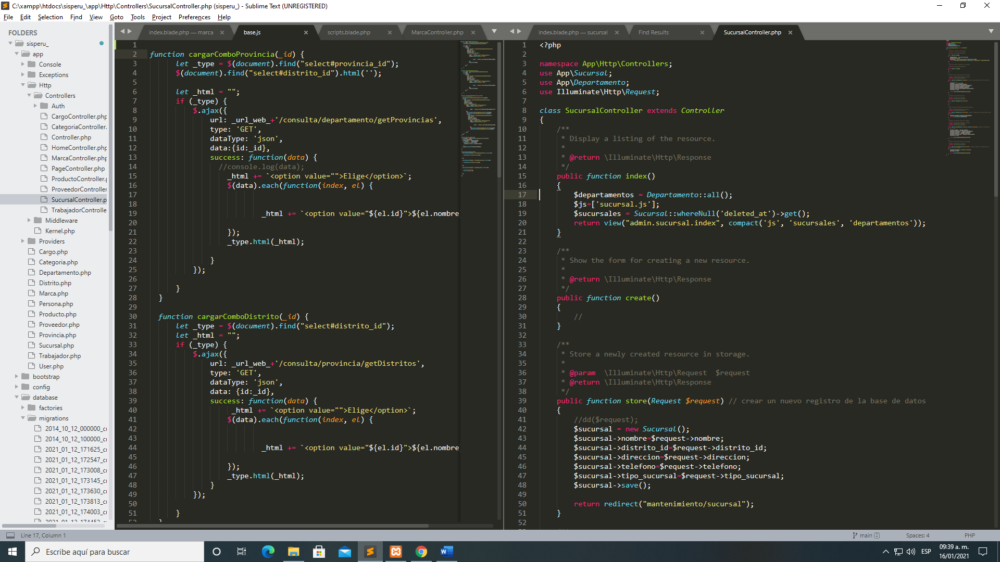 C:\xampp\htdocs\sisperu_\app\Http\Controllers\SucursalController.php (sisperu_) - Sublime Text (UNREGISTERED)
File Edit Selection Find View Goto Tools Project Preferences Help
FOLDERS
sisperu_
app
Console
Exceptions
Http
Controllers
Auth
CargoController.php
CategoriaController.
Controller.php
HomeController.php
MarcaController.php
PageController.php
ProductoController.p
ProveedorController
SucursalController.p
TrabajadorControlle
Middleware
Kernel.php
Providers
Cargo.php
Categoria.php
Departamento.php
Distrito.php
Marca.php
Persona.php
Producto.php
Proveedor.php
Provincia.php
Sucursal.php
Trabajador.php
User.php
bootstrap
config
database
factories
migrations
2014_10_12_000000_cr
2014_10_12_100000_cr
2021_01_12_171625_cr
2021_01_12_172547_cr
2021_01_12_173008_cr
2021_01_12_173145_cr
2021_01_12_173630_cr
2021_01_12_173813_cr
2021_01_12_174003_cr
2021_01_12_174453_cr
index.blade.php — marca base.js scripts.blade.php MarcaController.php
1
2 function cargarComboProvincia(_id) {
3 let _type = $(document).find("select#provincia_id");
4 $(document).find("select#distrito_id").html('');
5
6 let _html = "";
7 if (_type) {
8 $.ajax({
9 url: _url_web_+'/consulta/departamento/getProvincias',
10 type: 'GET',
11 dataType: 'json',
12 data:{id:_id},
13 success: function(data) {
14 //console.log(data);
15 _html += `<option value="">Elige</option>`;
16 $(data).each(function(index, el) {
17
18
19 _html += `<option value="${el.id}">${el.nombre}
20
21 });
22 _type.html(_html);
23
24 }
25 });
26
27 }
28 }
29
30 function cargarComboDistrito(_id) {
31 let _type = $(document).find("select#distrito_id");
32 let _html = "";
33 if (_type) {
34 $.ajax({
35 url: _url_web_+'/consulta/provincia/getDistritos',
36 type: 'GET',
37 dataType: 'json',
38 data: {id:_id},
39 success: function(data) {
40 _html += `<option value="">Elige</option>`;
41 $(data).each(function(index, el) {
42
43
44 _html += `<option value="${el.id}">${el.nombre}
45
46 });
47 _type.html(_html);
48 }
49 });
50
51 }
52 }
index.blade.php — sucursal Find Results SucursalController.php
1 <?php
2
3 namespace App\Http\Controllers;
4 use App\Sucursal;
5 use App\Departamento;
6 use Illuminate\Http\Request;
7
8 class SucursalController extends Controller
9 {
10 /**
11 * Display a listing of the resource.
12 *
13 * @return \Illuminate\Http\Response
14 */
15 public function index()
16 {
17 $departamentos = Departamento::all();
18 $js=['sucursal.js'];
19 $sucursales = Sucursal::whereNull('deleted_at')->get();
20 return view("admin.sucursal.index", compact('js', 'sucursales', 'departamentos'));
21 }
22
23 /**
24 * Show the form for creating a new resource.
25 *
26 * @return \Illuminate\Http\Response
27 */
28 public function create()
29 {
30 //
31 }
32
33 /**
34 * Store a newly created resource in storage.
35 *
36 * @param \Illuminate\Http\Request $request
37 * @return \Illuminate\Http\Response
38 */
39 public function store(Request $request) // crear un nuevo registro de la base de datos
40 {
41 //dd($request);
42 $sucursal = new Sucursal();
43 $sucursal->nombre=$request->nombre;
44 $sucursal->distrito_id=$request->distrito_id;
45 $sucursal->direccion=$request->direccion;
46 $sucursal->telefono=$request->telefono;
47 $sucursal->tipo_sucursal=$request->tipo_sucursal;
48 $sucursal->save();
49
50 return redirect("mantenimiento/sucursal");
51 }
52
Line 17, Column 1 main 2 Spaces: 4 PHP
Escribe aquí para buscar
ESP
09:39 a. m.
16/01/2021